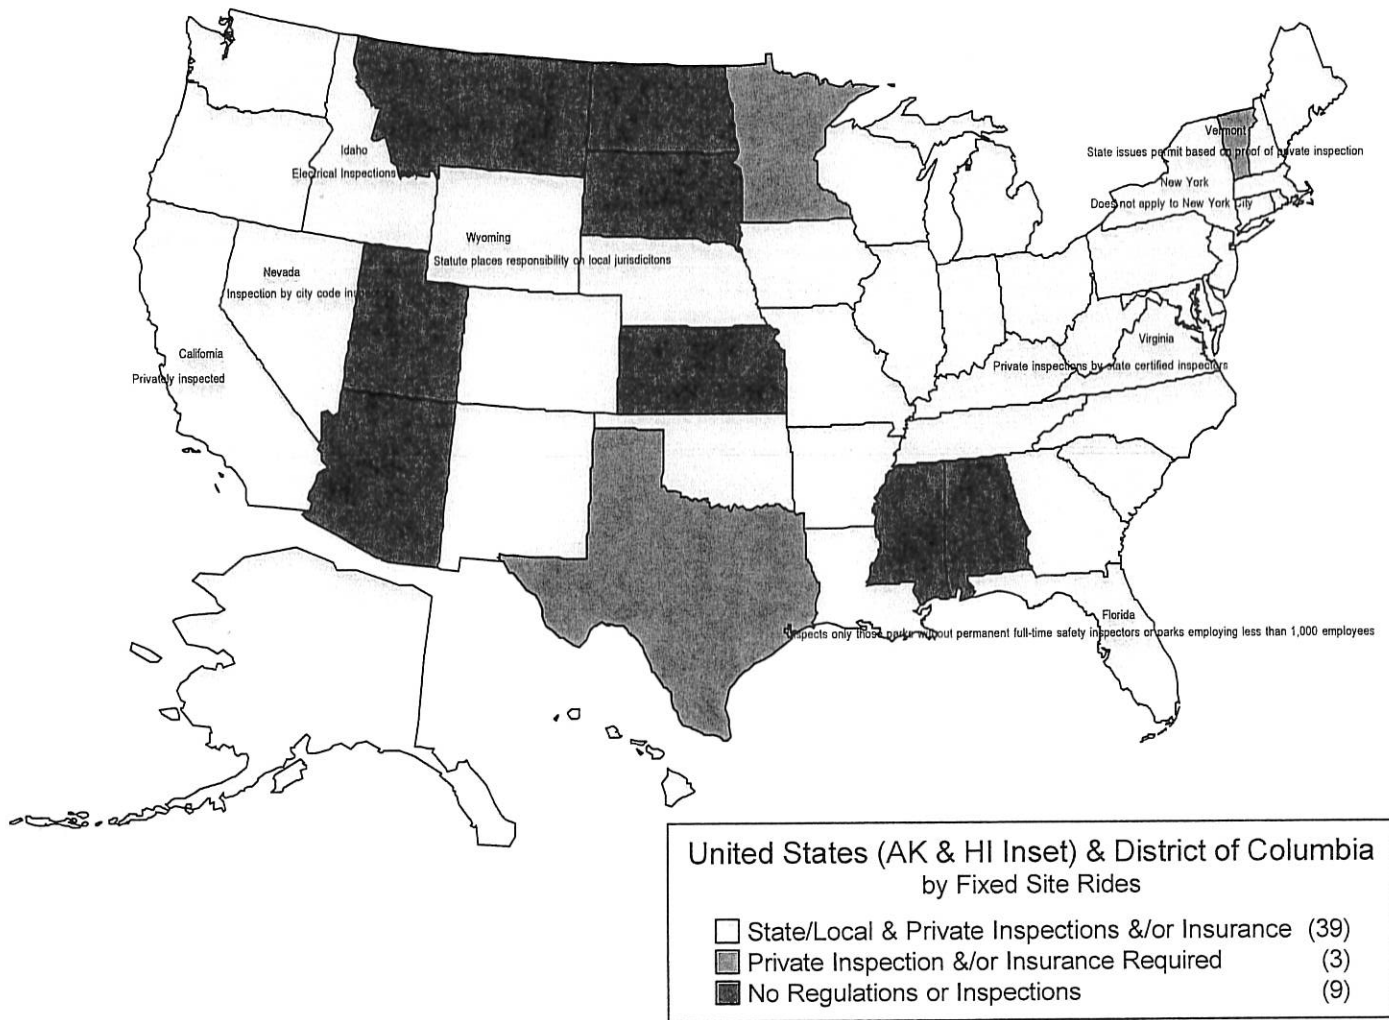 Vermont
State issues permit based on proof of private inspection
Idaho
Electrical Inspections
New York
Does not apply to New York City
Wyoming
Statute places responsibility on local jurisdicitons
Nevada
Inspection by city code
Virginia
Private inspections by state certified inspectors
California
Privately inspected
Florida
Inspects only those parks without permanent full-time safety inspectors or parks employing less than 1,000 employees
United States (AK & HI Inset) & District of Columbia
by Fixed Site Rides
State/Local & Private Inspections &/or Insurance (39)
Private Inspection &/or Insurance Required (3)
No Regulations or Inspections (9)